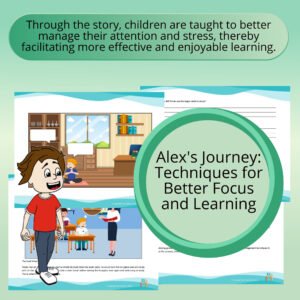 Through the story, children are taught to better
manage their attention and stress, thereby
facilitating more effective and enjoyable learning.
Alex's Journey:
Techniques for
Better Focus
and Learning